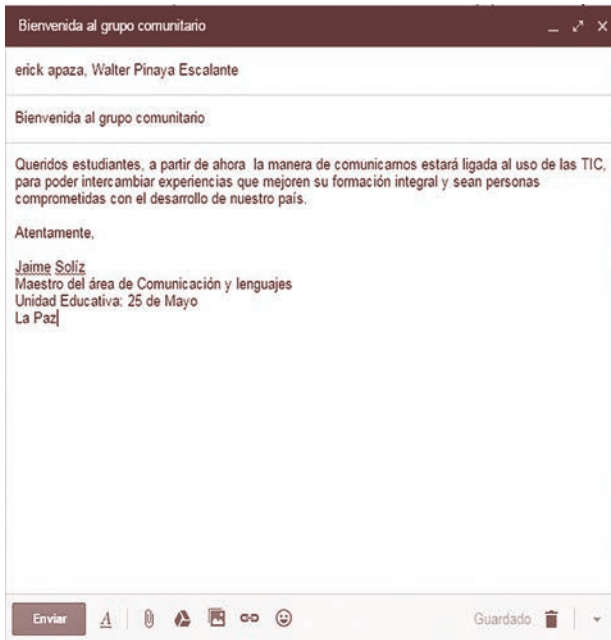 Bienvenida al grupo comunitario
erick apaza, Walter Pinaya Escalante
Bienvenida al grupo comunitario
Queridos estudiantes, a partir de ahora la manera de comunicarnos estará ligada al uso de las TIC,
para poder intercambiar experiencias que mejoren su formación integral y sean personas
comprometidas con el desarrollo de nuestro país.
Atentamente,
Jaime Solíz
Maestro del área de Comunicación y lenguajes
Unidad Educativa: 25 de Mayo
La Paz
Enviar A Guardado